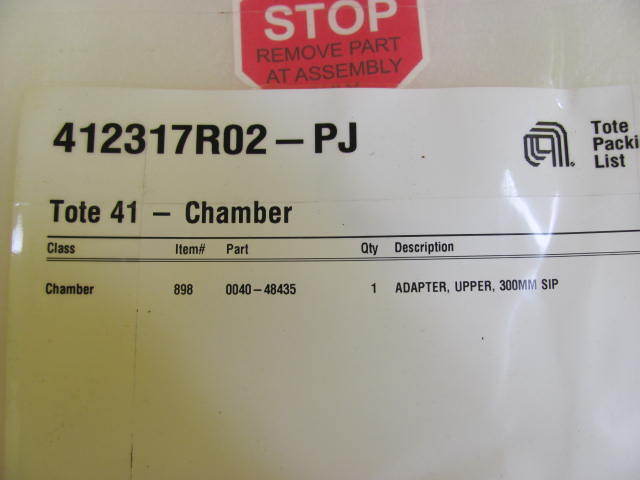 STOP
REMOVE PART
AT ASSEMBLY
412317R02 – PJ
Tote
Packi
List
Tote 41 – Chamber
Class Item# Part Qty Description
Chamber 898 0040–48435 1 ADAPTER, UPPER, 300MM SIP